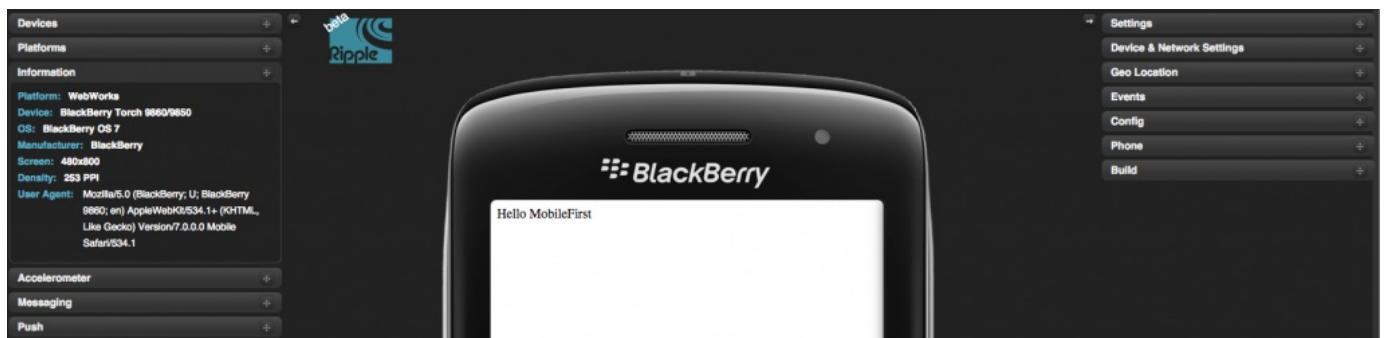 Devices
Platforms
Information
Platform: WebWorks
Device: BlackBerry Torch 9860/9850
OS: BlackBerry OS 7
Manufacturer: BlackBerry
Screen: 480x800
Density: 253 PPI
User Agent: Mozilla/5.0 (BlackBerry; U; BlackBerry
9860; en) AppleWebKit/534.1+ (KHTML,
Like Gecko) Version/7.0.0.0 Mobile
Safari/534.1
Accelerometer
Messaging
Push
beta
Ripple
BlackBerry
Hello MobileFirst
Settings
Device & Network Settings
Geo Location
Events
Config
Phone
Build